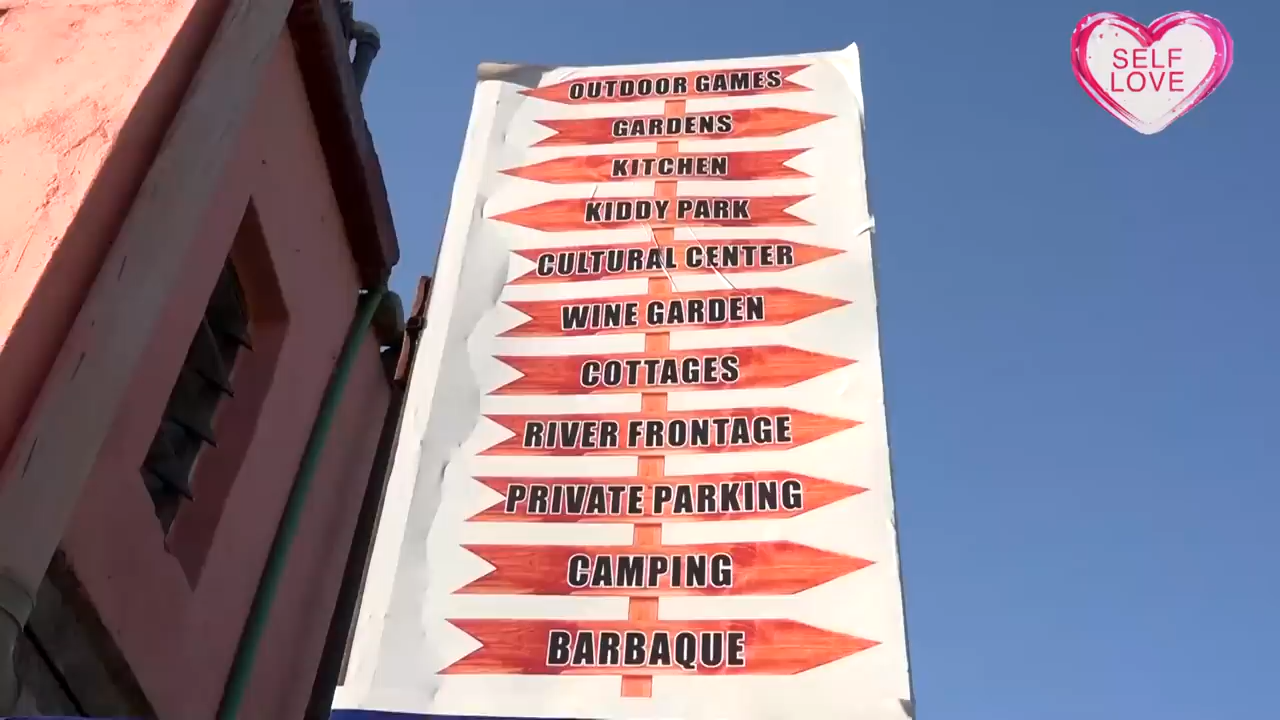 OUTDOOR GAMES
GARDENS
KITCHEN
KIDDY PARK
CULTURAL CENTER
WINE GARDEN
COTTAGES
RIVER FRONTAGE
PRIVATE PARKING
CAMPING
BARBAQUE
SELF
LOVE